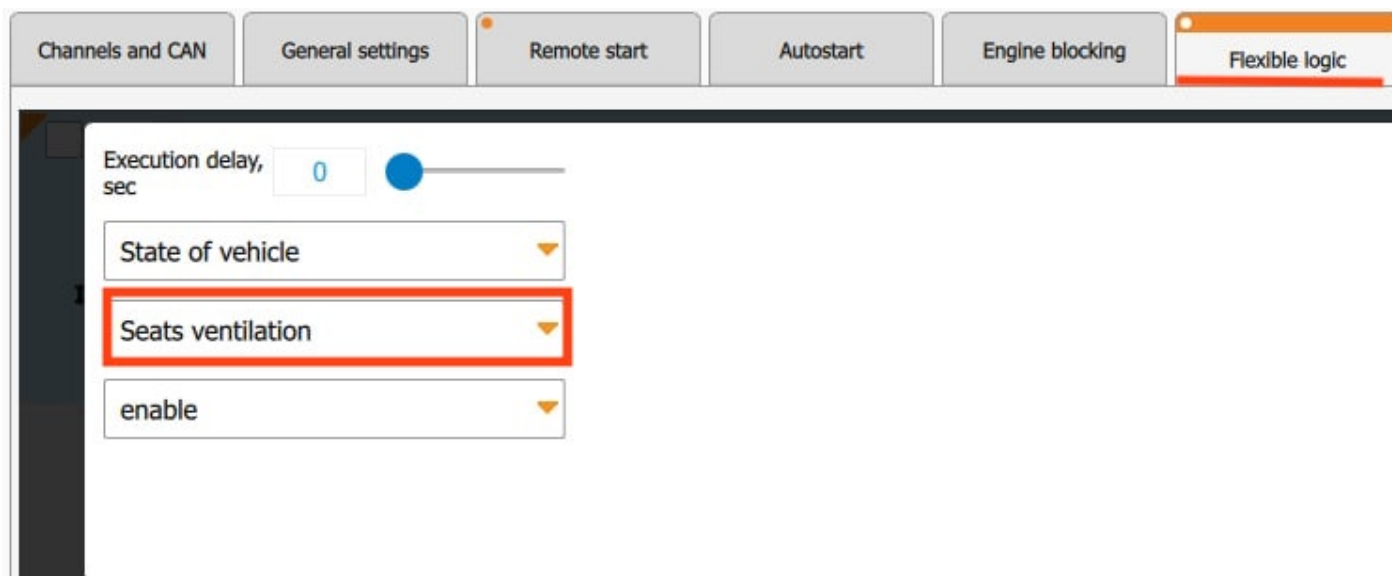 Channels and CAN
General settings
Remote start
Autostart
Engine blocking
Flexible logic
Execution delay,
sec
0
State of vehicle
Seats ventilation
enable